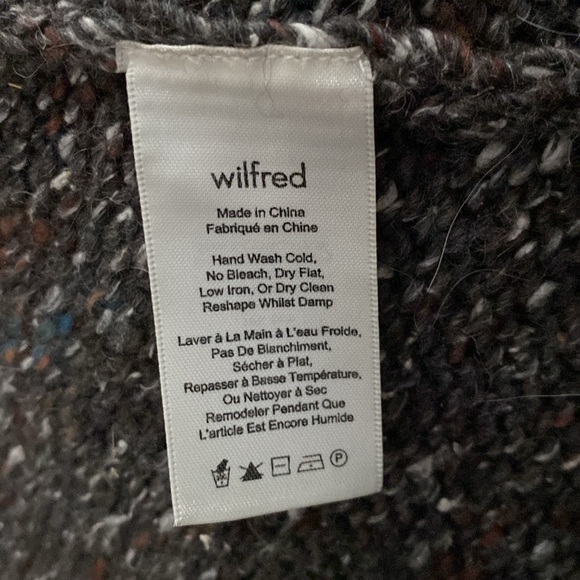 wilfred
Made in China
Fabriqué en Chine
Hand Wash Cold,
No Bleach, Dry Flat,
Low Iron, Or Dry Clean
Reshape Whilst Damp
Laver à La Main à L'eau Froide,
Pas De Blanchiment,
Sécher à Plat,
Repasser à Basse Température,
Ou Nettoyer à Sec
Remodeler Pendant Que
L'article Est Encore Humide
P